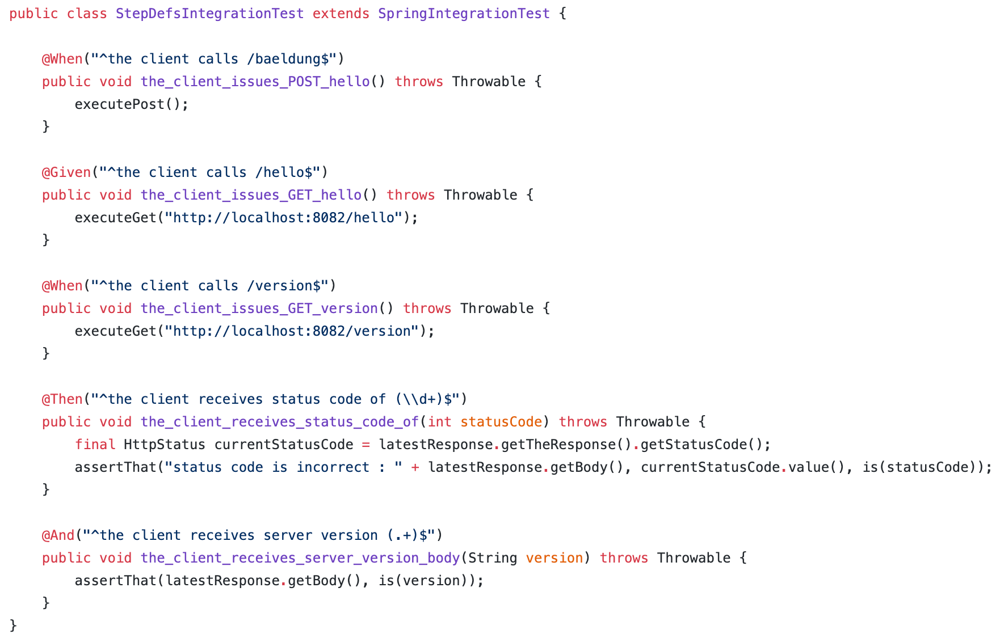 public class StepDefsIntegrationTest extends SpringIntegrationTest {
@When("^the client calls /baeldung$")
public void the_client_issues_POST_hello() throws Throwable {
executePost();
}
@Given("^the client calls /hello$")
public void the_client_issues_GET_hello() throws Throwable {
executeGet("http://localhost:8082/hello");
}
@When("^the client calls /version$")
public void the_client_issues_GET_version() throws Throwable {
executeGet("http://localhost:8082/version");
}
@Then("^the client receives status code of (\\d+)$")
public void the_client_receives_status_code_of(int statusCode) throws Throwable {
final HttpStatus currentStatusCode = latestResponse.getTheResponse().getStatusCode();
assertThat("status code is incorrect : " + latestResponse.getBody(), currentStatusCode.value(), is(statusCode));
}
@And("^the client receives server version (.+)$")
public void the_client_receives_server_version_body(String version) throws Throwable {
assertThat(latestResponse.getBody(), is(version));
}
}